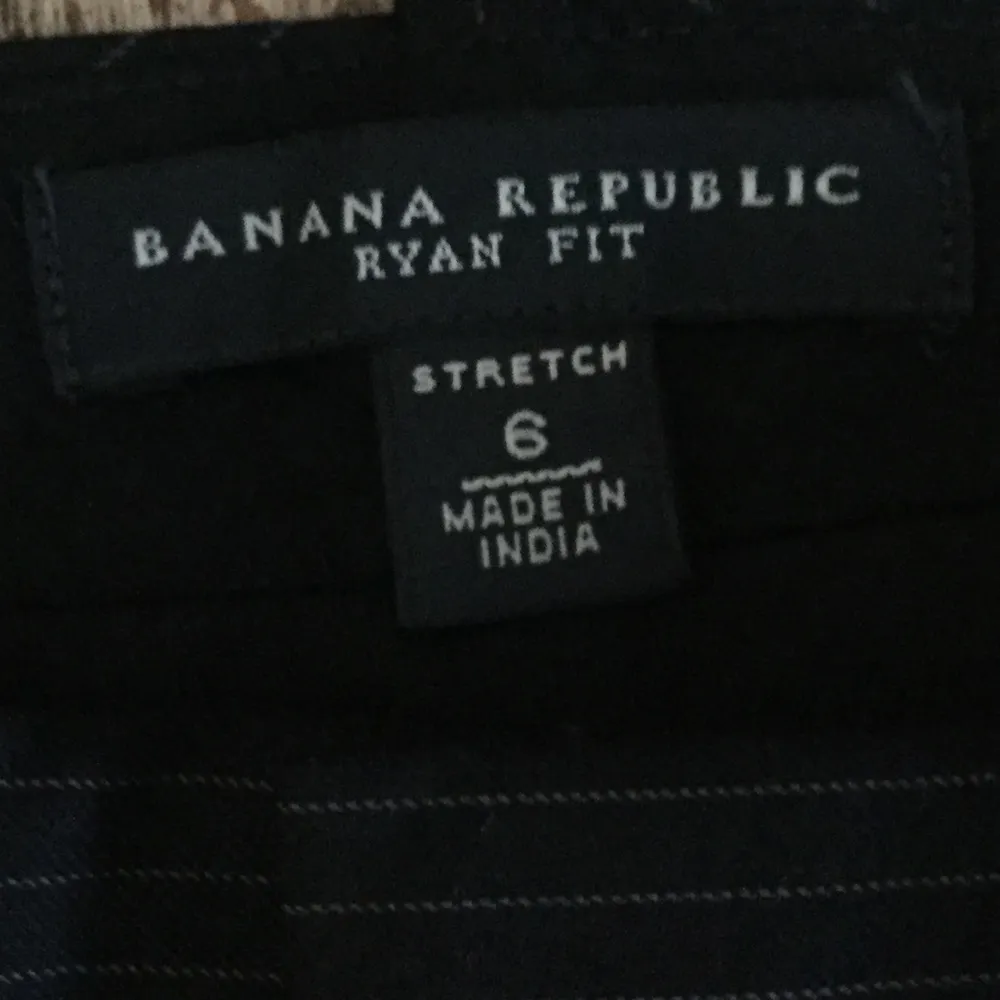 BANANA REPUBLIC
RYAN FIT
STRETCH
6
MADE IN
INDIA